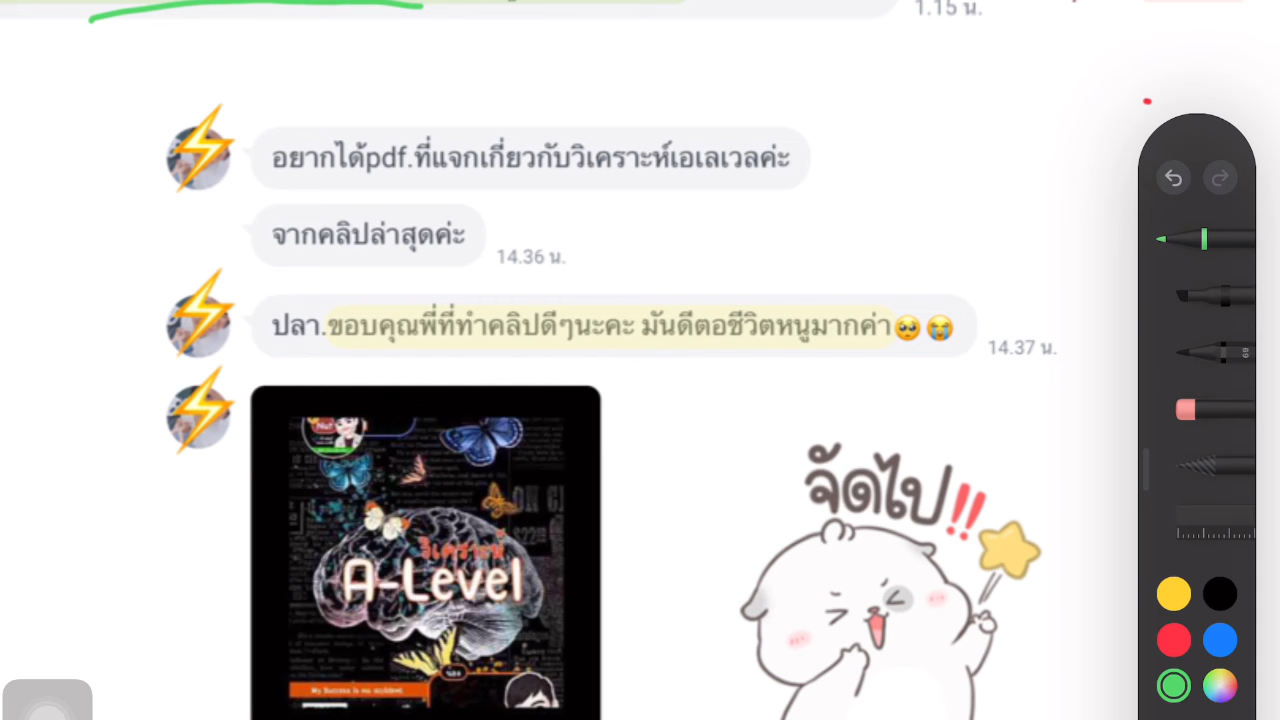 1.15 น.
อยากได้pdf.ที่แจกเกี่ยวกับวิเคราะห์เอเลเวลค่ะ
จากคลิปล่าสุดค่ะ
14.36 น.
ปลา.ขอบคุณพี่ที่ทำคลิปดีๆนะคะ มันดีตอชีวิตหนูมากค่า🥺😭
14.37 น.
จัดไป!!
Nut
วิเคราะห์
A-Level
My Success is no accident
69